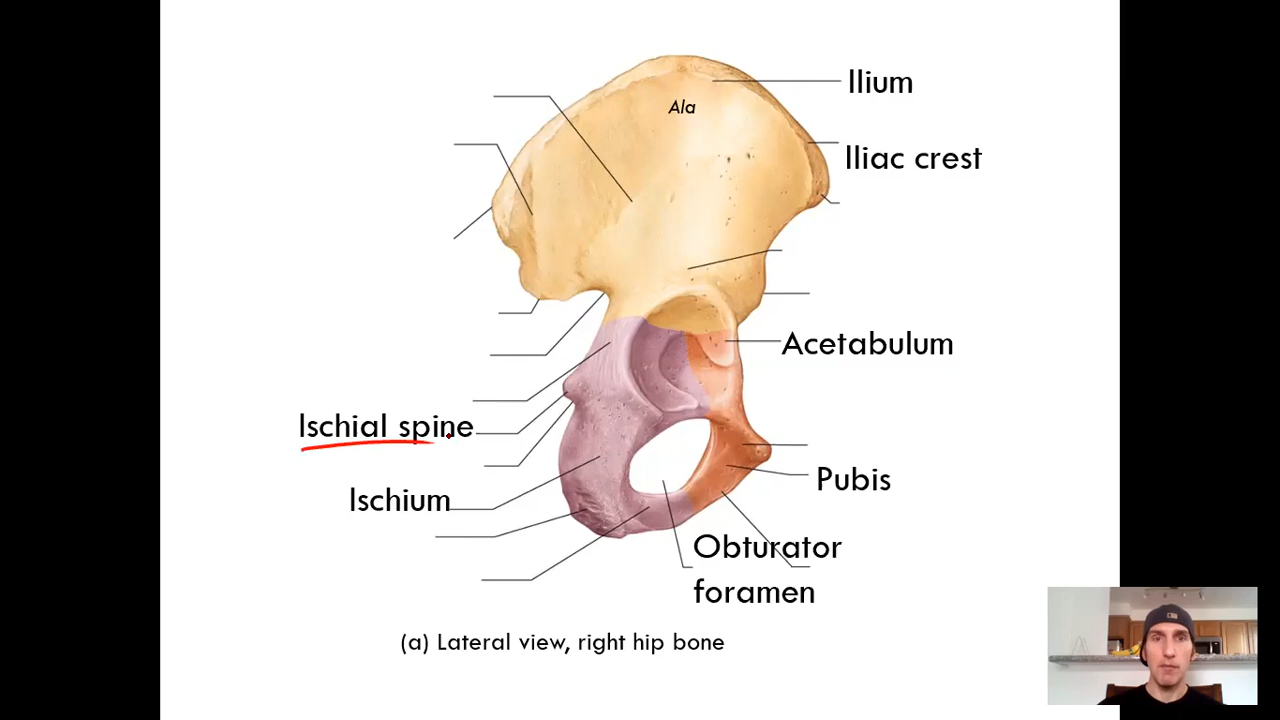 Ilium
Ala
Iliac crest
Acetabulum
Ischial spine
Pubis
Ischium
Obturator
foramen
(a) Lateral view, right hip bone